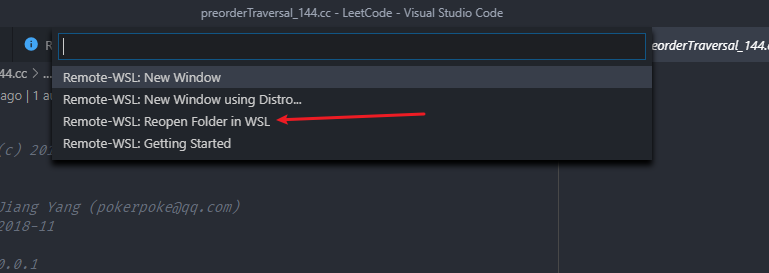 preorderTraversal_144.cc - LeetCode - Visual Studio Code
R
eorderTraversal_144.
44.cc > ...
Remote-WSL: New Window
ago | 1 au
Remote-WSL: New Window using Distro...
Remote-WSL: Reopen Folder in WSL
Remote-WSL: Getting Started
(c) 201
Jiang Yang (pokerpoke@qq.com)
2018-11
0.0.1